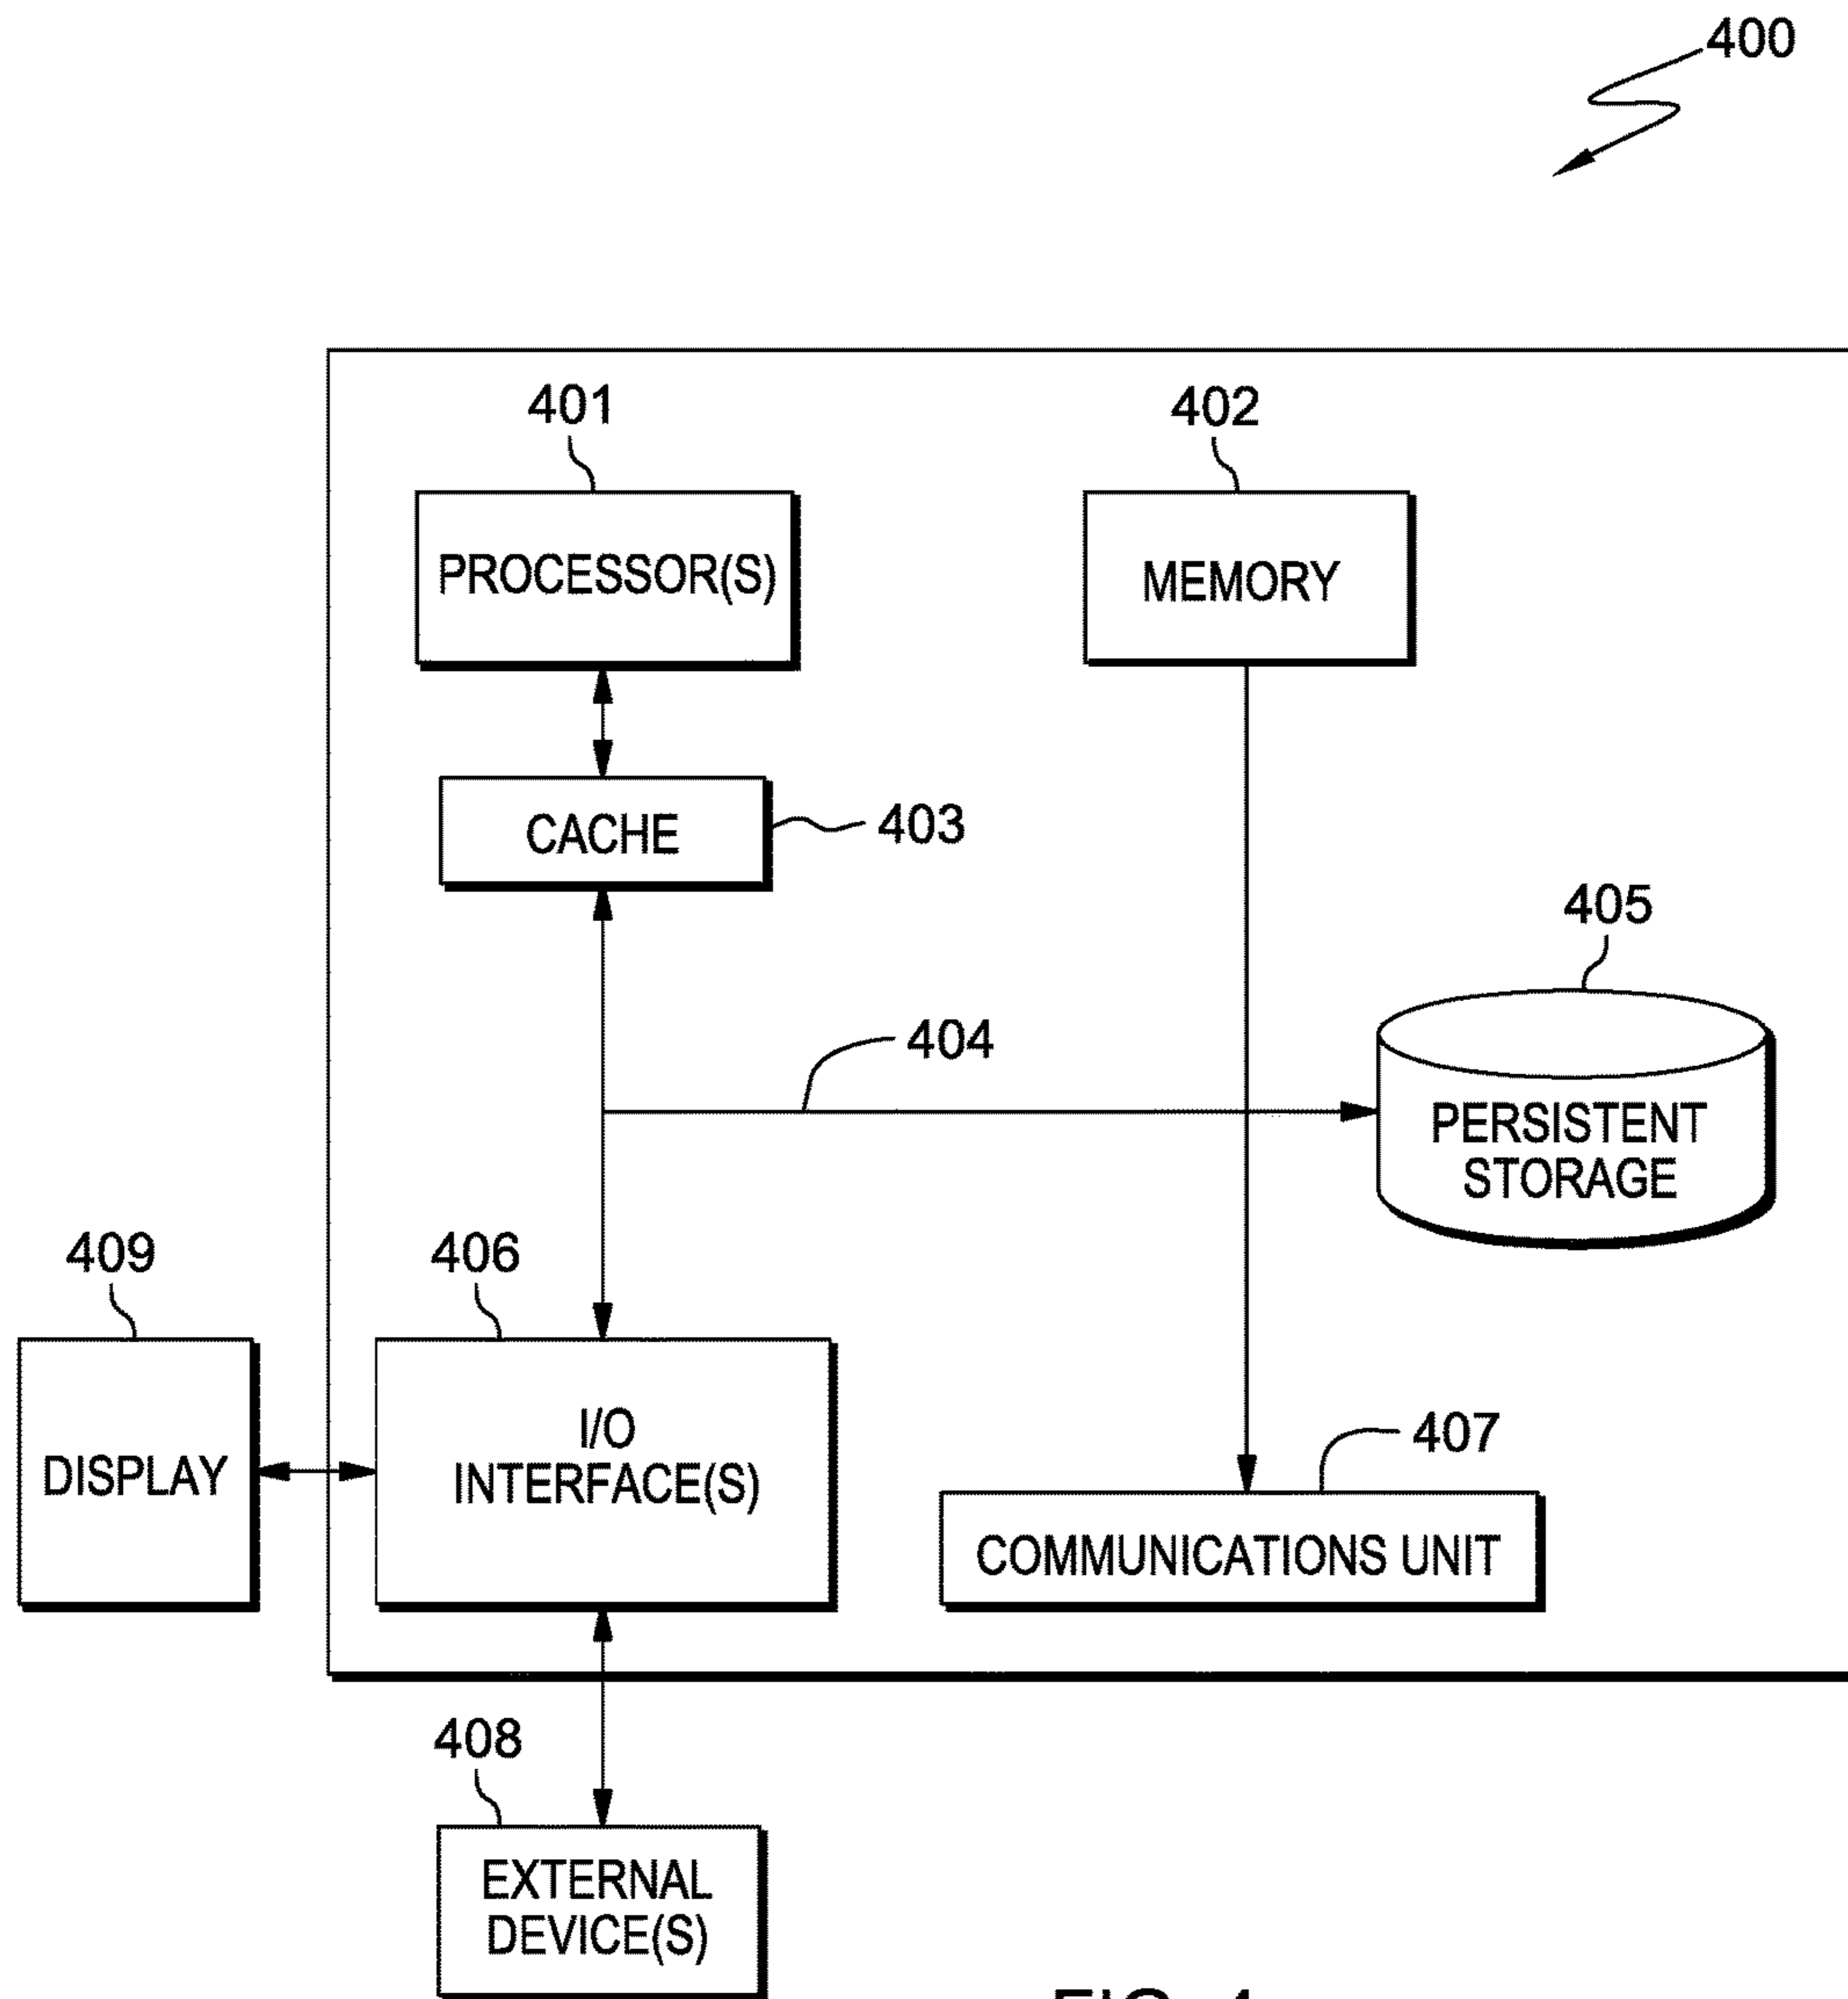 400
401
402
PROCESSOR(S)
MEMORY
CACHE
403
405
404
PERSISTENT
STORAGE
409
406
I/O
INTERFACE(S)
DISPLAY
407
COMMUNICATIONS UNIT
408
EXTERNAL
DEVICE(S)